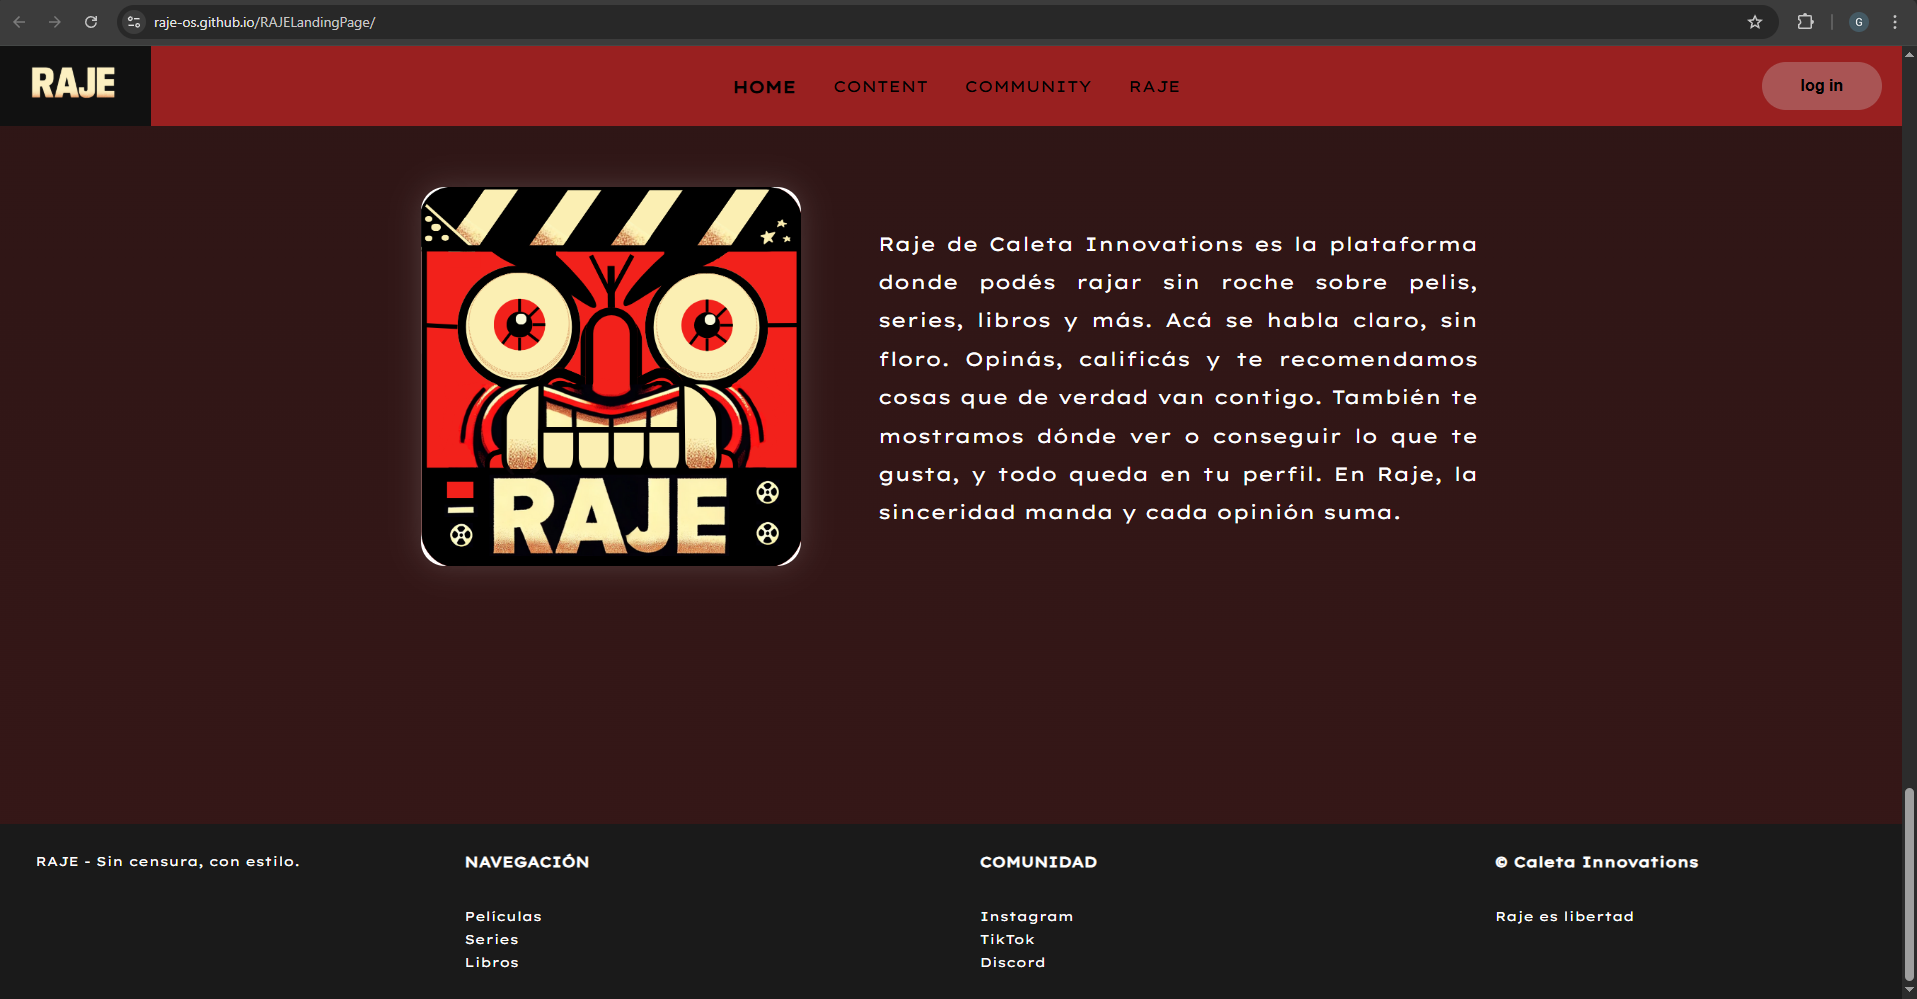 raje-os.github.io/RAJELandingPage/
G
RAJE
HOME
CONTENT
COMMUNITY
RAJE
log in
RAJE
Raje de Caleta Innovations es la plataforma
donde podés rajar sin roche sobre pelis,
series, libros y más. Acá se habla claro, sin
floro. Opinás, calificás y te recomendamos
cosas que de verdad van contigo. También te
mostramos dónde ver o conseguir lo que te
gusta, y todo queda en tu perfil. En Raje, la
sinceridad manda y cada opinión suma.
RAJE - Sin censura, con estilo.
NAVEGACIÓN
Películas
Series
Libros
COMUNIDAD
Instagram
TikTok
Discord
© Caleta Innovations
Raje es libertad